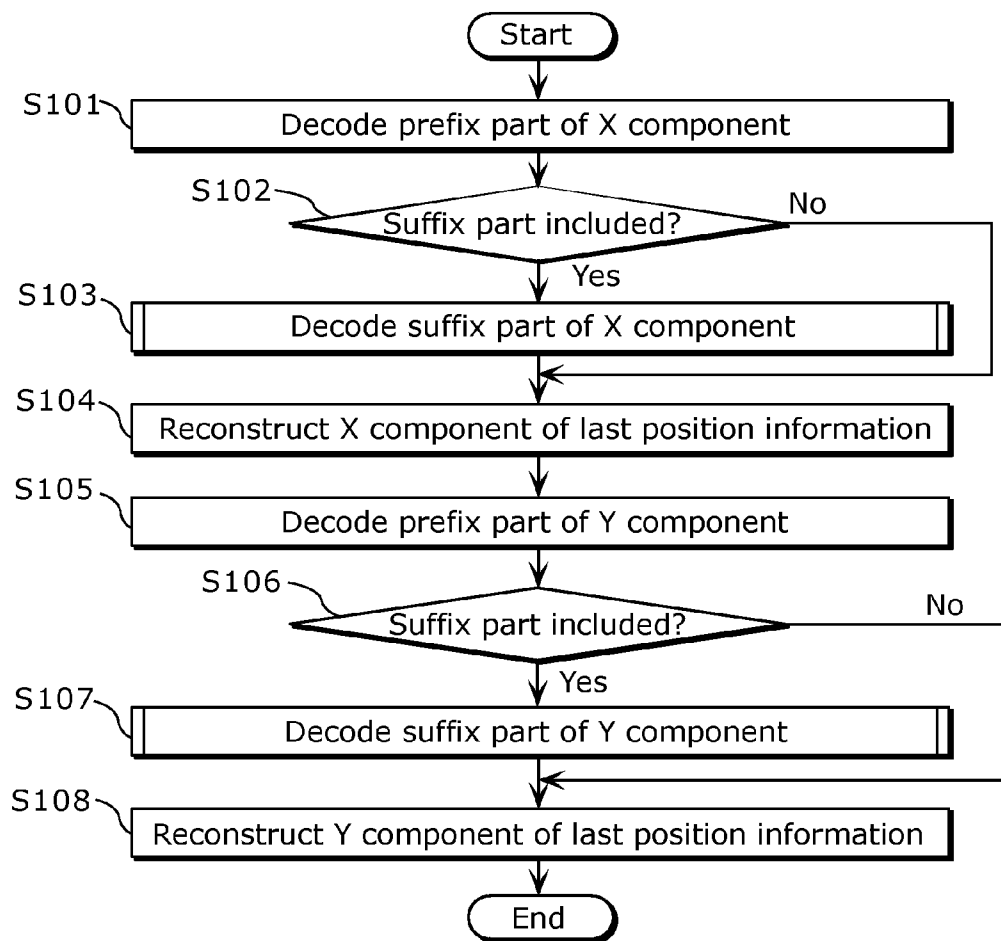 Start
S101
Decode prefix part of X component
S102
Suffix part included?
No
Yes
S103
Decode suffix part of X component
S104
Reconstruct X component of last position information
S105
Decode prefix part of Y component
S106
Suffix part included?
No
Yes
S107
Decode suffix part of Y component
S108
Reconstruct Y component of last position information
End